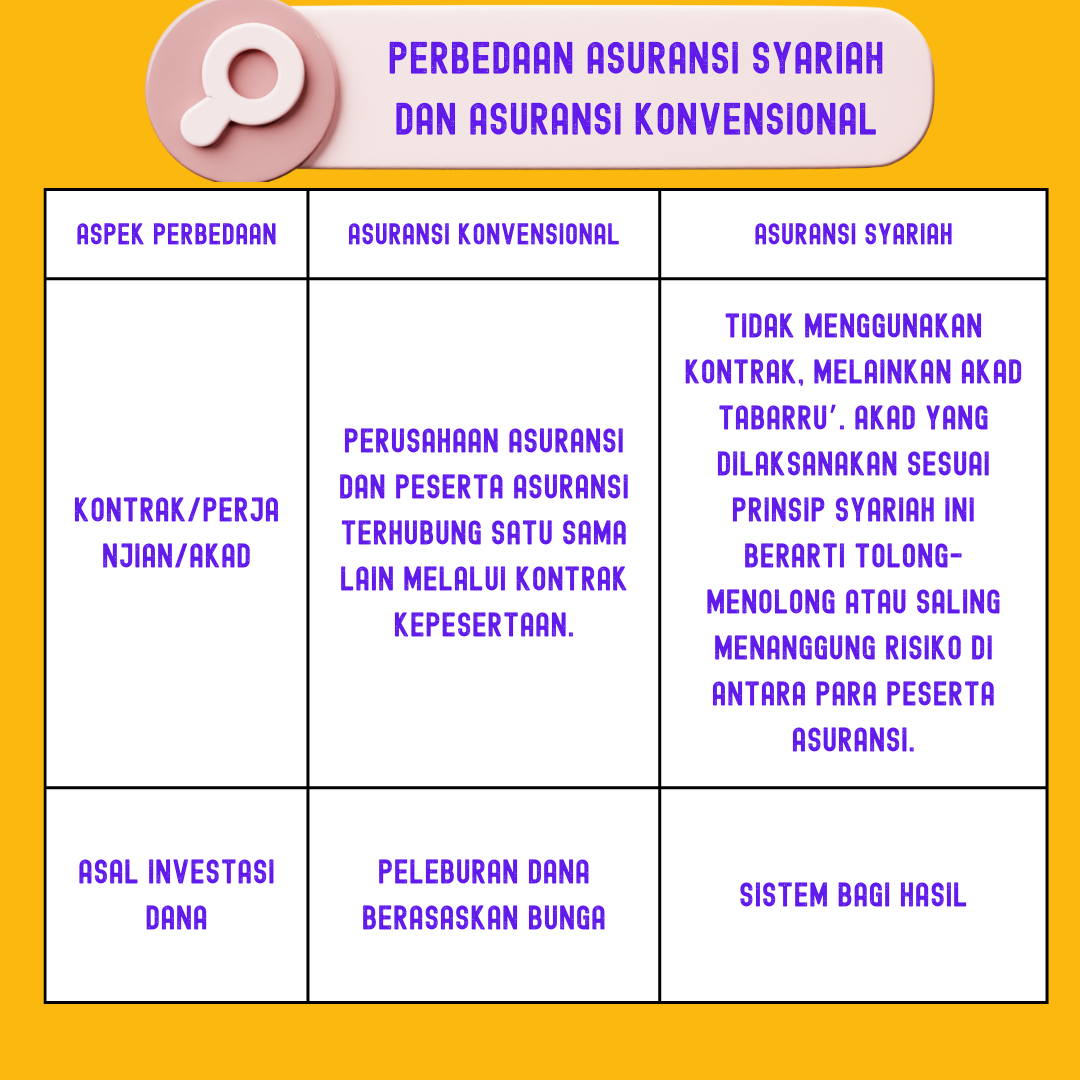 PERBEDAAN ASURANSI SYARIAH
DAN ASURANSI KONVENSIONAL
ASPEK PERBEDAAN
ASURANSI KONVENSIONAL
ASURANSI SYARIAH
KONTRAK/PERJA
NJIAN/AKAD
PERUSAHAAN ASURANSI
DAN PESERTA ASURANSI
TERHUBUNG SATU SAMA
LAIN MELALUI KONTRAK
KEPESERTAAN.
TIDAK MENGGUNAKAN
KONTRAK, MELAINKAN AKAD
TABARRU'. AKAD YANG
DILAKSANAKAN SESUAI
PRINSIP SYARIAH INI
BERARTI TOLONG-
MENOLONG ATAU SALING
MENANGGUNG RISIKO DI
ANTARA PARA PESERTA
ASURANSI.
ASAL INVESTASI
DANA
PELEBURAN DANA
BERASASKAN BUNGA
SISTEM BAGI HASIL